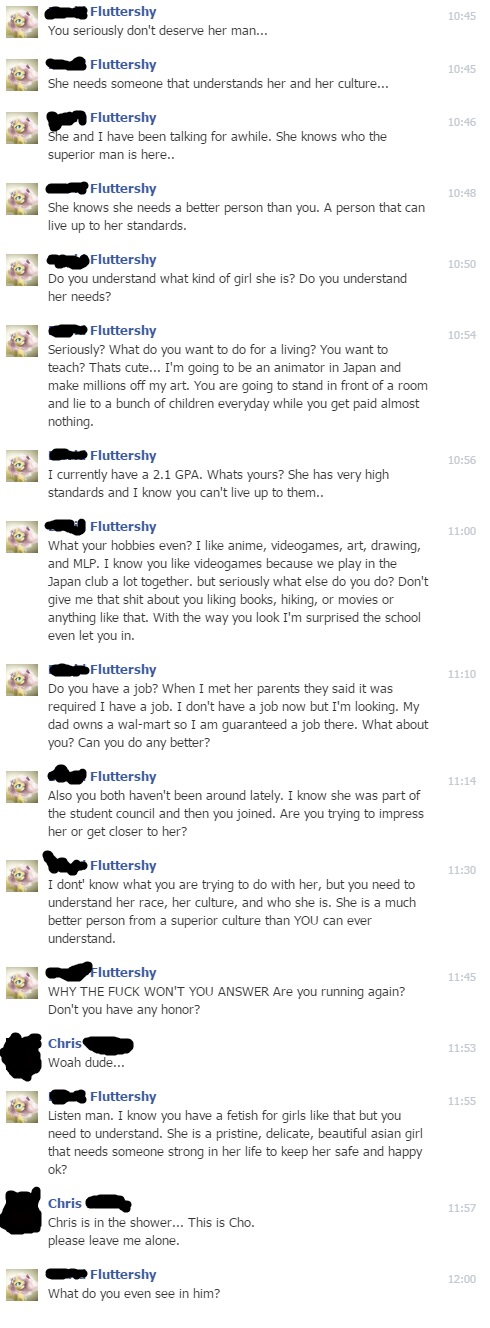 Fluttershy 10:45
You seriously don't deserve her man...
Fluttershy 10:45
She needs someone that understands her and her culture...
Fluttershy 10:46
She and I have been talking for awhile. She knows who the
superior man is here..
Fluttershy 10:48
She knows she needs a better person than you. A person that can
live up to her standards.
Fluttershy 10:50
Do you understand what kind of girl she is? Do you understand
her needs?
Fluttershy 10:54
Seriously? What do you want to do for a living? You want to
teach? Thats cute... I'm going to be an animator in Japan and
make millions off my art. You are going to stand in front of a room
and lie to a bunch of children everyday while you get paid almost
nothing.
Fluttershy 10:56
I currently have a 2.1 GPA. Whats yours? She has very high
standards and I know you can't live up to them..
Fluttershy 11:00
What your hobbies even? I like anime, videogames, art, drawing,
and MLP. I know you like videogames because we play in the
Japan club a lot together. but seriously what else do you do? Don't
give me that shit about you liking books, hiking, or movies or
anything like that. With the way you look I'm surprised the school
even let you in.
Fluttershy 11:10
Do you have a job? When I met her parents they said it was
required I have a job. I don't have a job now but I'm looking. My
dad owns a wal-mart so I am guaranteed a job there. What about
you? Can you do any better?
Fluttershy 11:14
Also you both haven't been around lately. I know she was part of
the student council and then you joined. Are you trying to impress
her or get closer to her?
Fluttershy 11:30
I dont' know what you are trying to do with her, but you need to
understand her race, her culture, and who she is. She is a much
better person from a superior culture than YOU can ever
understand.
Fluttershy 11:45
WHY THE FUCK WON'T YOU ANSWER Are you running again?
Don't you have any honor?
Chris 11:53
Woah dude...
Fluttershy 11:55
Listen man. I know you have a fetish for girls like that but you
need to understand. She is a pristine, delicate, beautiful asian girl
that needs someone strong in her life to keep her safe and happy
ok?
Chris 11:57
Chris is in the shower... This is Cho.
please leave me alone.
Fluttershy 12:00
What do you even see in him?